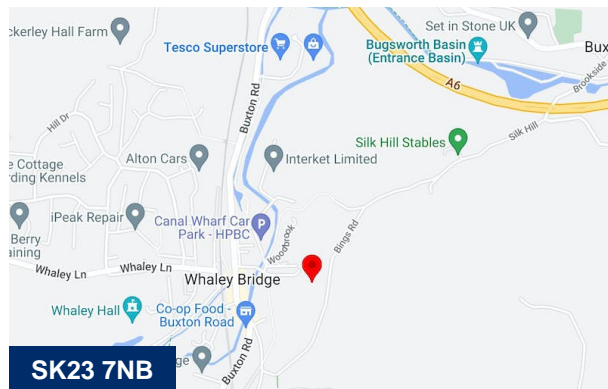 ckerley Hall Farm
Set in Stone UK
Tesco Superstore
Bugsworth Basin
(Entrance Basin)
Bux
Buxton Rd
A6
Brookside
Hill Dr
Silk Hill
Silk Hill Stables
e Cottage
rding Kennels
Alton Cars
Interket Limited
iPeak Repair
Canal Wharf Car
Park - HPBC
Berry
aining
Woodbrook
Bings Rd
Whaley Ln
Whaley Ln
Whaley Bridge
Whaley Hall
Co-op Food -
Buxton Road
ge
Buxton Rd
SK23 7NB